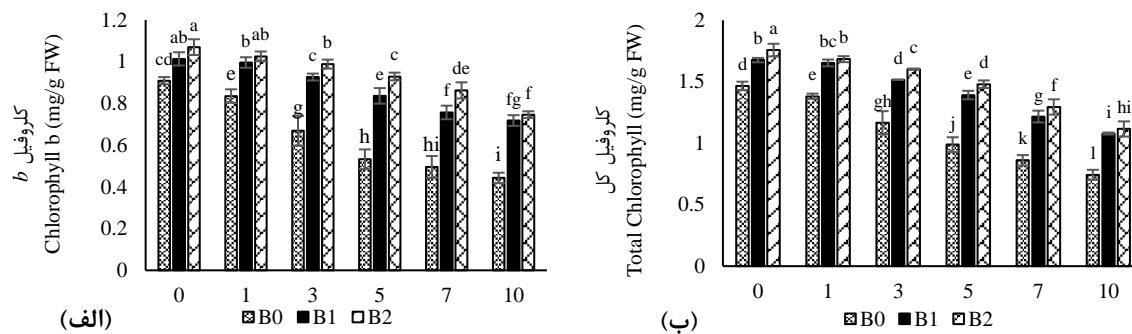 کلروفیل b
Chlorophyll b (mg/g FW)
1.2
1
0.8
0.6
0.4
0.2
0
cd ab a
e b ab
g c b
h e c
hi f de
i fg f
0 1 3 5 7 10
B0 B1 B2
(الف)
کلروفیل کل
Total Chlorophyll (mg/g FW)
2
1.5
1
0.5
0
d b a
e bc b
gh d c
j e d
k g f
l i hi
0 1 3 5 7 10
B0 B1 B2
(ب)